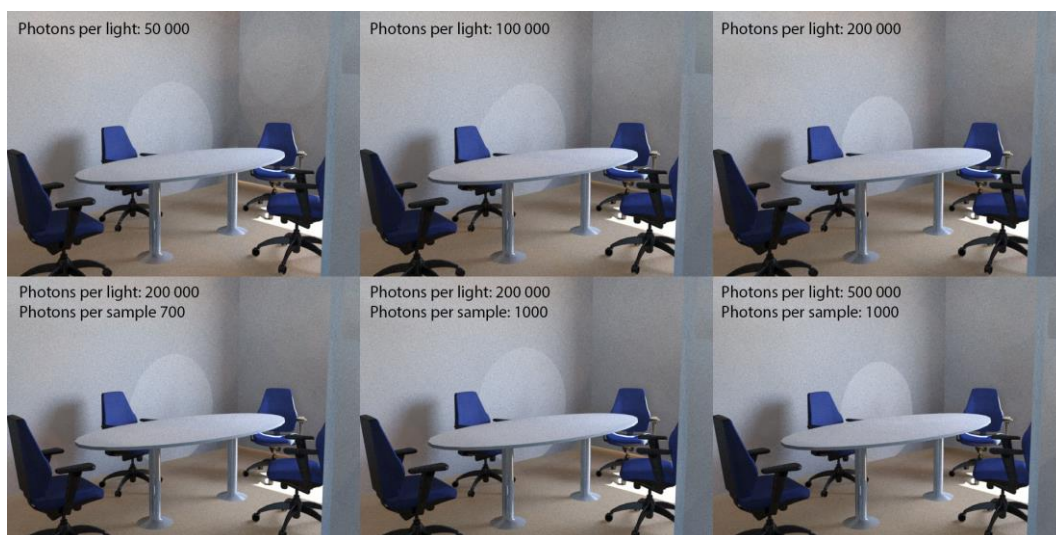 Photons per light: 50 000
Photons per light: 100 000
Photons per light: 200 000
Photons per light: 200 000
Photons per sample 700
Photons per light: 200 000
Photons per sample: 1000
Photons per light: 500 000
Photons per sample: 1000